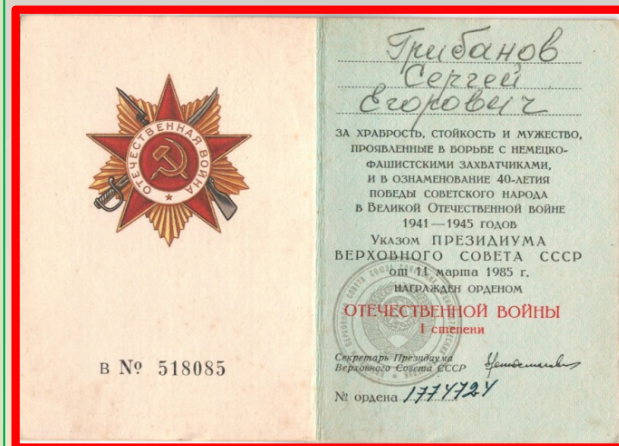 ОТЕЧЕСТВЕННАЯ ВОЙНА
В № 518085
Грибанов
Сергей
Егорович
ЗА ХРАБРОСТЬ, СТОЙКОСТЬ И МУЖЕСТВО,
ПРОЯВЛЕННЫЕ В БОРЬБЕ С НЕМЕЦКО-
ФАШИСТСКИМИ ЗАХВАТЧИКАМИ,
И В ОЗНАМЕНОВАНИЕ 40-ЛЕТИЯ
ПОБЕДЫ СОВЕТСКОГО НАРОДА
В ВЕЛИКОЙ ОТЕЧЕСТВЕННОЙ ВОЙНЕ
1941—1945 ГОДОВ
УКАЗОМ ПРЕЗИДИУМА
ВЕРХОВНОГО СОВЕТА СССР
от 11 марта 1985 г.
НАГРАЖДЕН ОРДЕНОМ
ОТЕЧЕСТВЕННОЙ ВОЙНЫ
I степени
Секретарь Президиума
Верховного Совета СССР
№ ордена 1774724